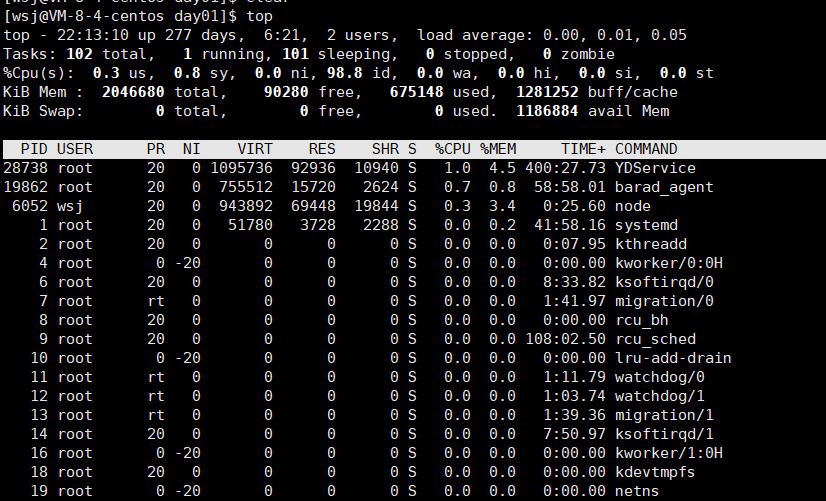 [wsj@VM-8-4-centos day01]$ clear
[wsj@VM-8-4-centos day01]$ top
top - 22:13:10 up 277 days,  6:21,  2 users,  load average: 0.00, 0.01, 0.05
Tasks: 102 total,   1 running, 101 sleeping,   0 stopped,   0 zombie
%Cpu(s):  0.3 us,  0.8 sy,  0.0 ni, 98.8 id,  0.0 wa,  0.0 hi,  0.0 si,  0.0 st
KiB Mem :  2046680 total,    90280 free,   675148 used,  1281252 buff/cache
KiB Swap:        0 total,        0 free,        0 used.  1186884 avail Mem
PID USER      PR  NI    VIRT    RES    SHR S  %CPU %MEM     TIME+ COMMAND
28738 root      20   0 1095736  92936  10940 S   1.0  4.5 400:27.73 YDService
19862 root      20   0  755512  15720   2624 S   0.7  0.8  58:58.01 barad_agent
6052 wsj       20   0  943892  69448  19844 S   0.3  3.4   0:25.60 node
1 root      20   0   51780   3728   2288 S   0.0  0.2  41:58.16 systemd
2 root      20   0       0      0      0 S   0.0  0.0   0:07.95 kthreadd
4 root       0 -20       0      0      0 S   0.0  0.0   0:00.00 kworker/0:0H
6 root      20   0       0      0      0 S   0.0  0.0   8:33.82 ksoftirqd/0
7 root      rt   0       0      0      0 S   0.0  0.0   1:41.97 migration/0
8 root      20   0       0      0      0 S   0.0  0.0   0:00.00 rcu_bh
9 root      20   0       0      0      0 S   0.0  0.0 108:02.50 rcu_sched
10 root       0 -20       0      0      0 S   0.0  0.0   0:00.00 lru-add-drain
11 root      rt   0       0      0      0 S   0.0  0.0   1:11.79 watchdog/0
12 root      rt   0       0      0      0 S   0.0  0.0   1:03.74 watchdog/1
13 root      rt   0       0      0      0 S   0.0  0.0   1:39.36 migration/1
14 root      20   0       0      0      0 S   0.0  0.0   7:50.97 ksoftirqd/1
16 root       0 -20       0      0      0 S   0.0  0.0   0:00.00 kworker/1:0H
18 root      20   0       0      0      0 S   0.0  0.0   0:00.00 kdevtmpfs
19 root       0 -20       0      0      0 S   0.0  0.0   0:00.00 netns